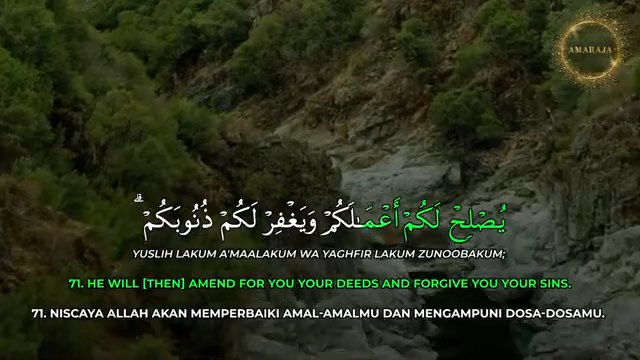 AMARAJA
يُصْلِحْ لَكُمْ أَعْمَـٰلَكُمْ وَيَغْفِرْ لَكُمْ ذُنُوبَكُمْ ۗ
YUSLIH LAKUM A'MAALAKUM WA YAGHFIR LAKUM ZUNOOBAKUM;
71. HE WILL [THEN] AMEND FOR YOU YOUR DEEDS AND FORGIVE YOU YOUR SINS.
71. NISCAYA ALLAH AKAN MEMPERBAIKI AMAL-AMALMU DAN MENGAMPUNI DOSA-DOSAMU.